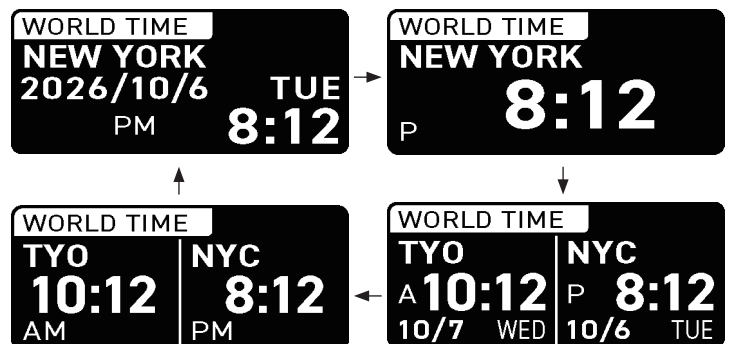 WORLD TIME
NEW YORK
2026/10/6 TUE
PM 8:12
WORLD TIME
NEW YORK
P 8:12
WORLD TIME
TYO NYC
10:12 8:12
AM PM
WORLD TIME
TYO NYC
A 10:12 P 8:12
10/7 WED 10/6 TUE